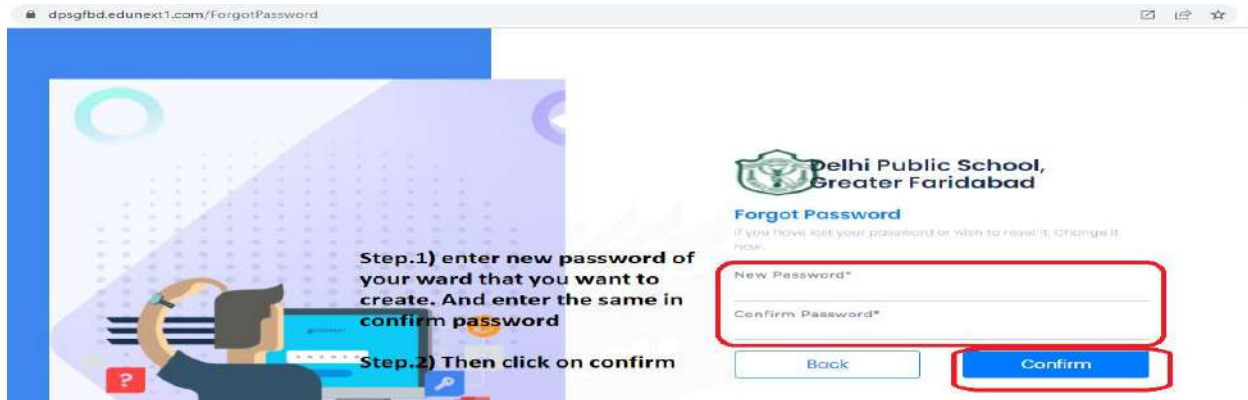 dpsgfbd.edunext1.com/ForgotPassword
Delhi Public School,
Greater Faridabad
Forgot Password
If you have lost your password or wish to reset it. Change it
now.
Step.1) enter new password of
your ward that you want to
create. And enter the same in
confirm password
Step.2) Then click on confirm
New Password*
Confirm Password*
Back
Confirm
?